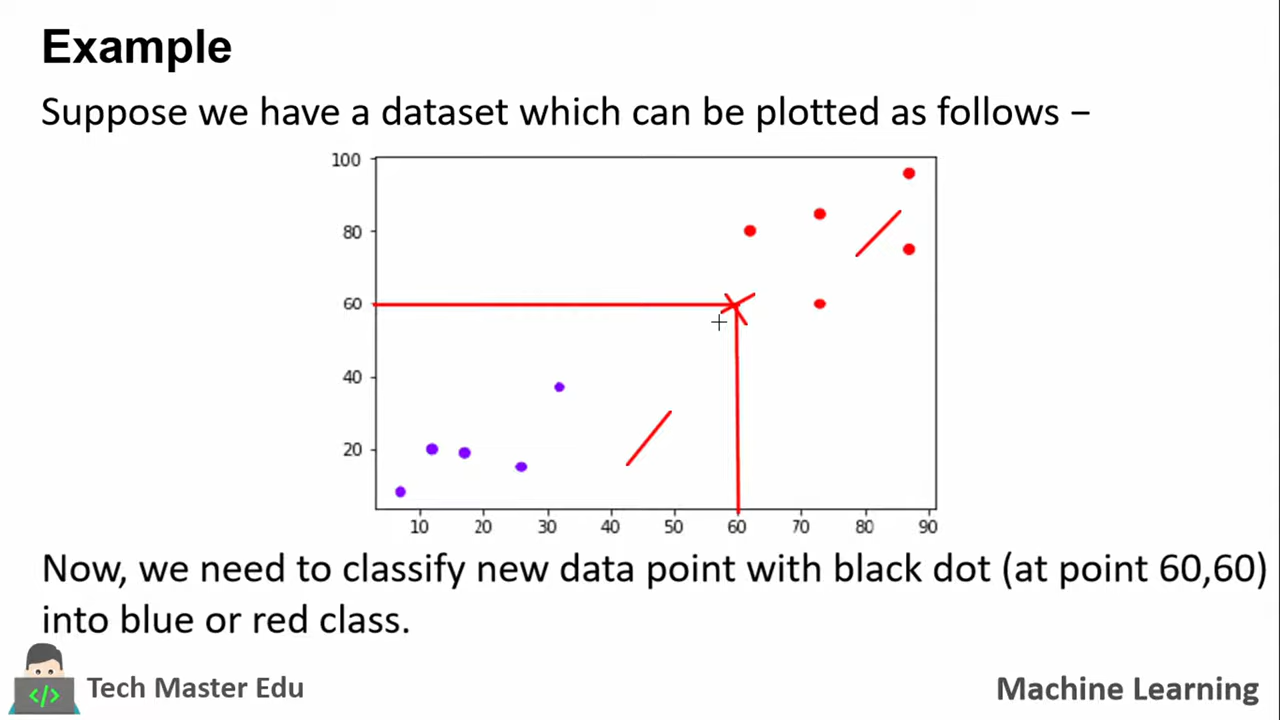 Example
Suppose we have a dataset which can be plotted as follows −
100
80
60
40
20
10 20 30 40 50 60 70 80 90
Now, we need to classify new data point with black dot (at point 60,60)
into blue or red class.
</>
Tech Master Edu
Machine Learning